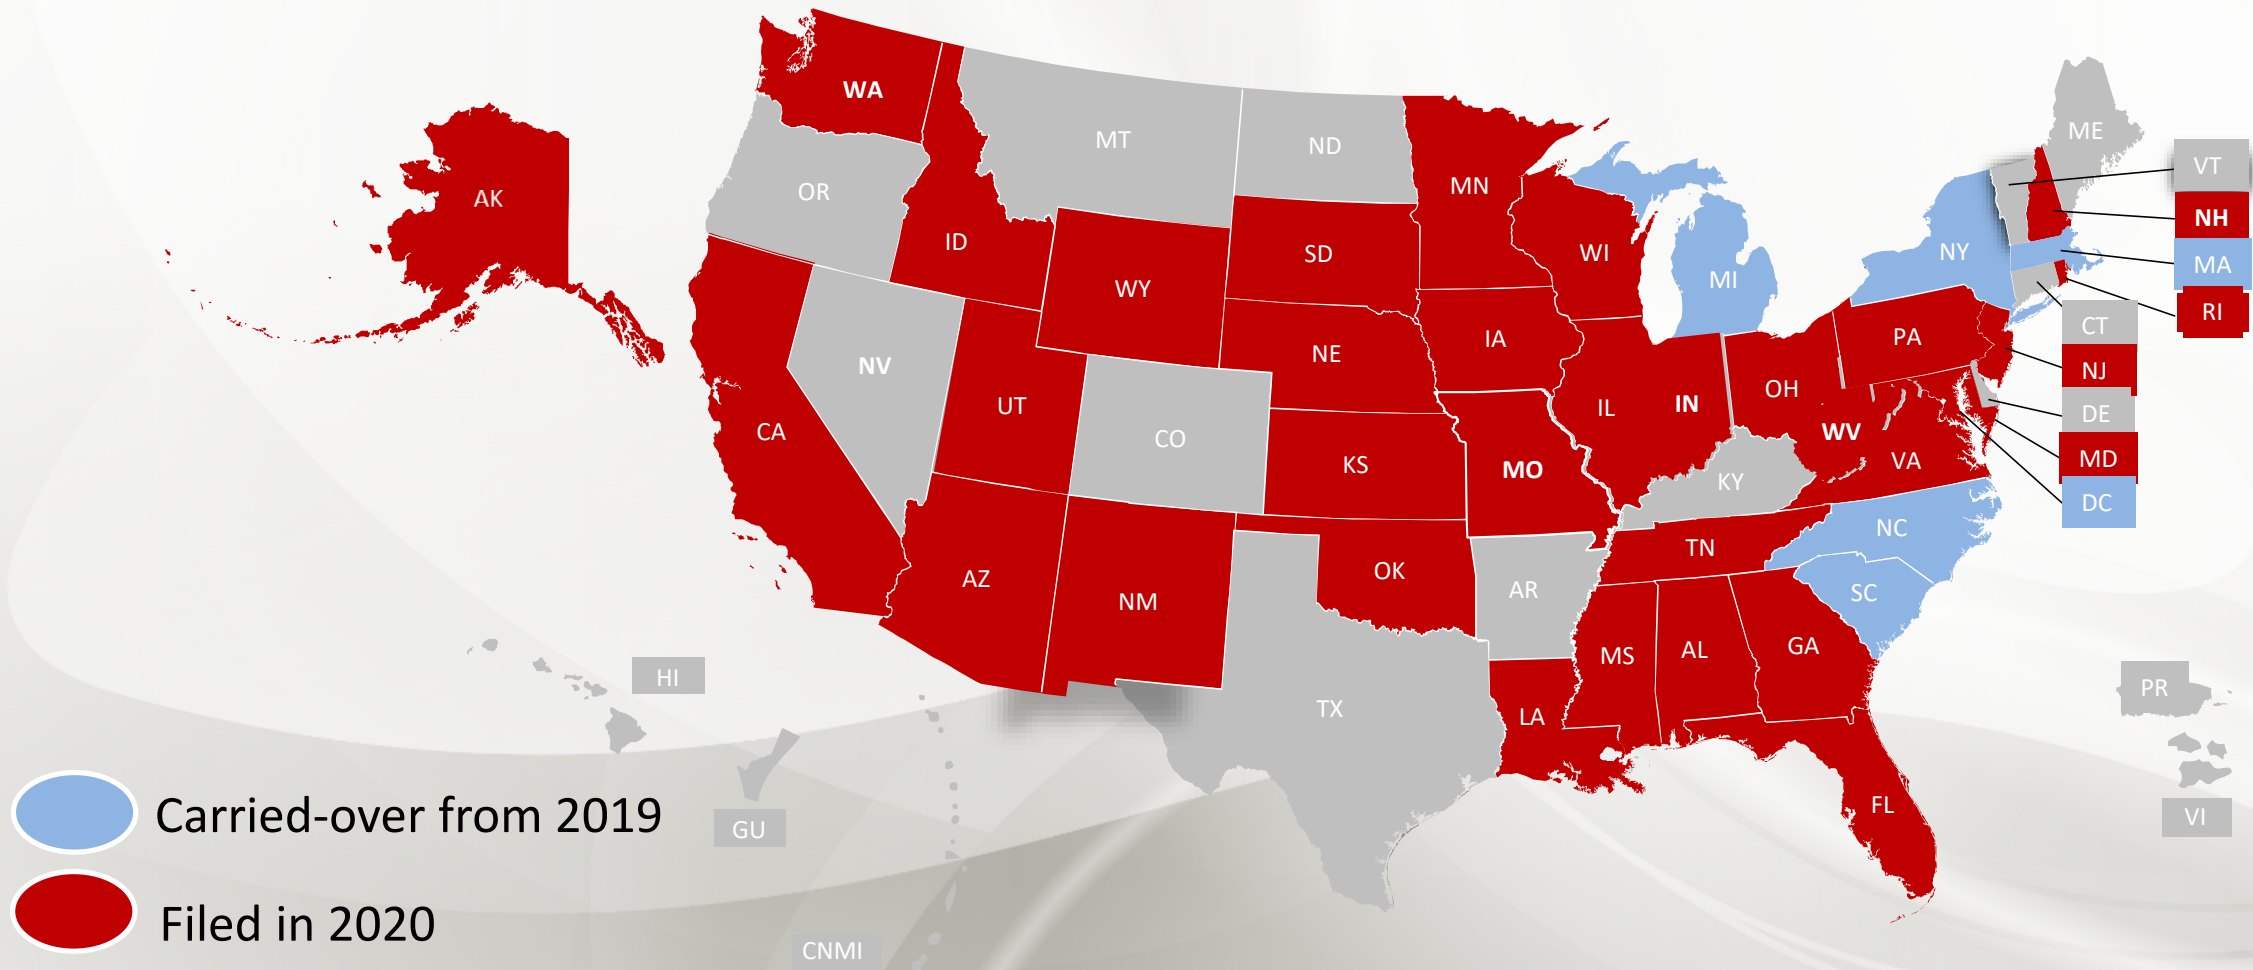 WA
MT
ND
ME
MN
VT
AK
OR
NH
ID
SD
WI
NY
MA
WY
MI
RI
CT
NE
IA
PA
NV
NJ
UT
IL
IN
OH
DE
CA
CO
WV
KS
MO
VA
MD
KY
DC
NC
TN
AZ
OK
AR
SC
NM
MS
AL
GA
HI
PR
TX
LA
FL
VI
GU
Carried-over from 2019
Filed in 2020
CNMI